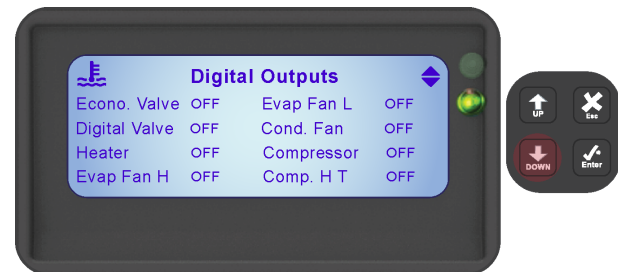 Digital Outputs
Econo. Valve OFF Evap Fan L OFF
Digital Valve OFF Cond. Fan OFF
Heater OFF Compressor OFF
Evap Fan H OFF Comp. H T OFF
UP Esc
DOWN Enter